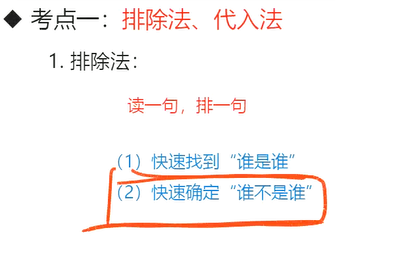 ◆ 考点一：排除法、代入法
1. 排除法：
读一句，排一句
（1）快速找到“谁是谁”
（2）快速确定“谁不是谁”